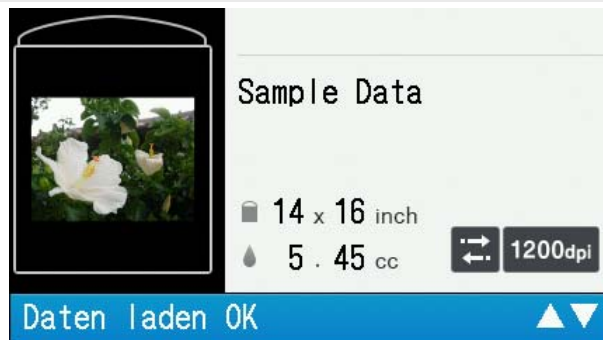 Sample Data
14 x 16 inch
5 . 45 cc
1200dpi
Daten laden OK